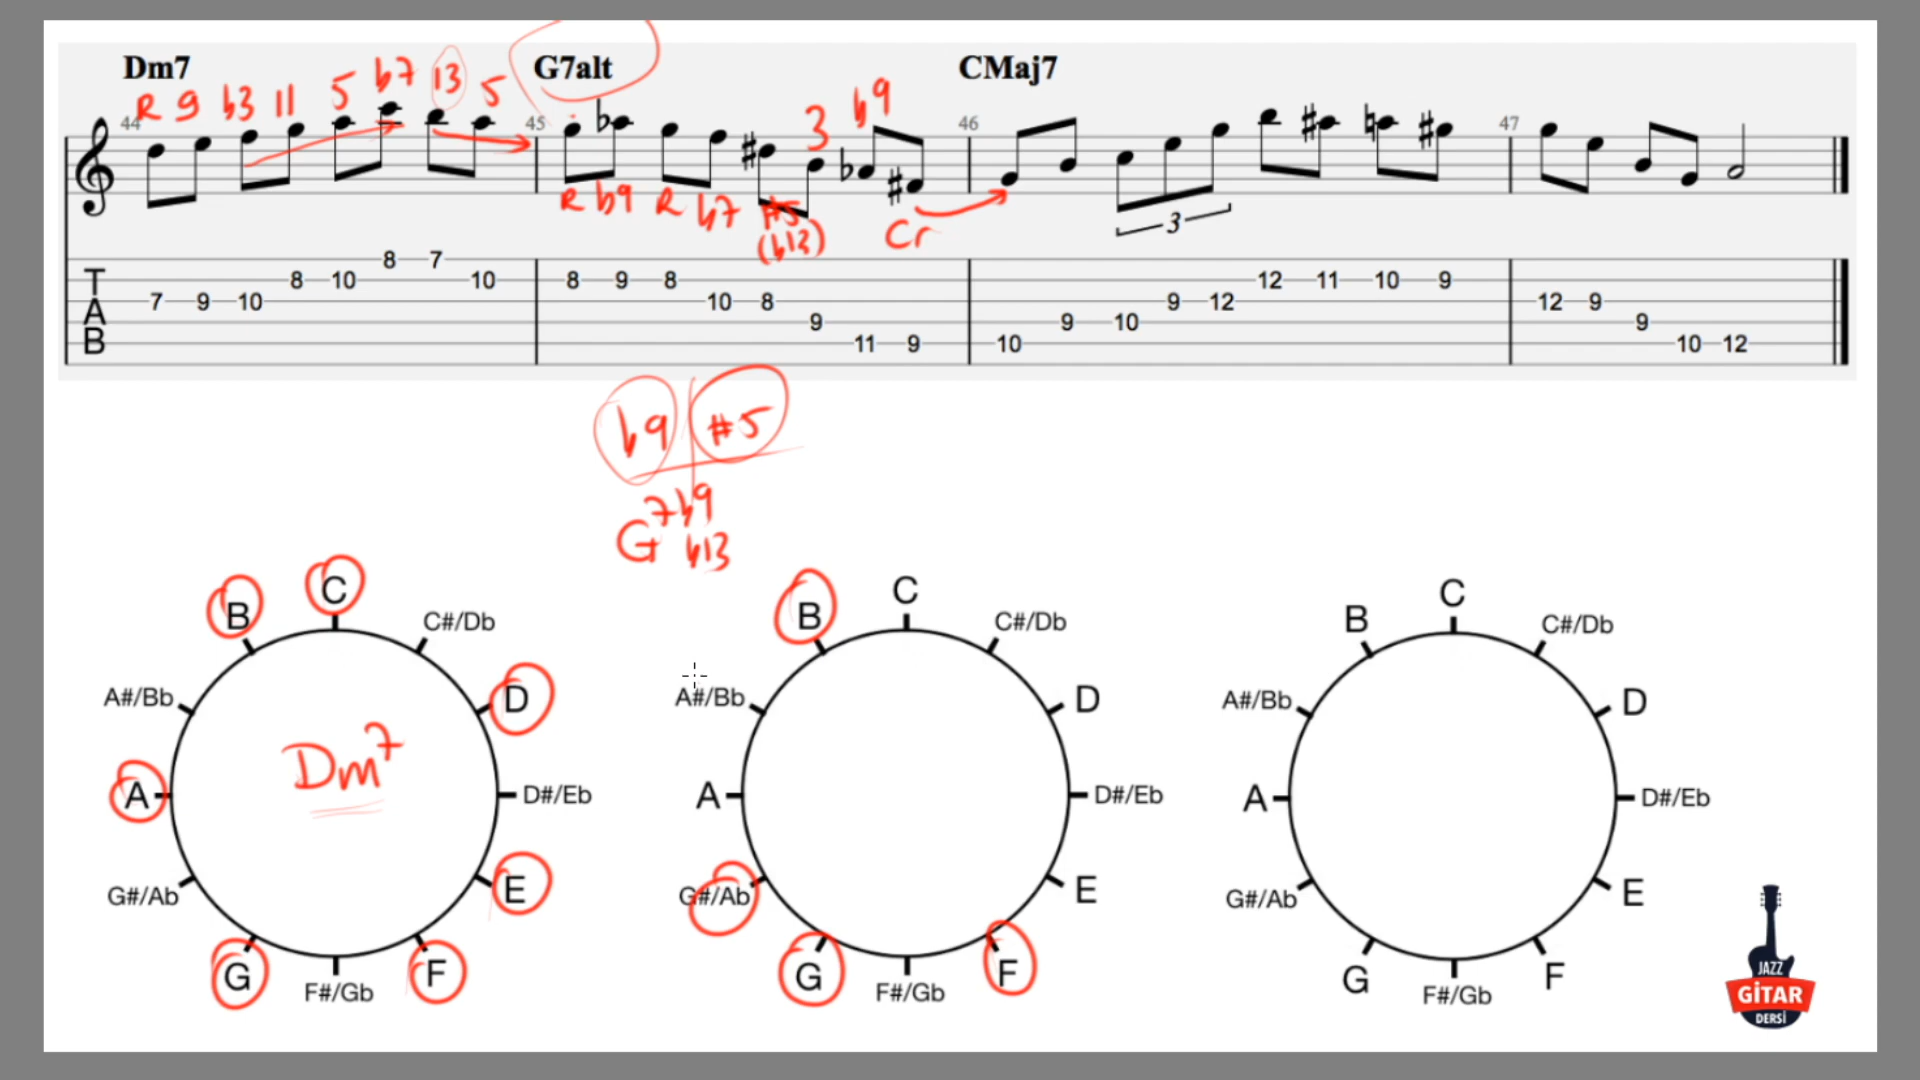 Dm7 G7alt CMaj7
R 9 b3 11 5 b7 13 5 3 b9
44 45 46 47
R b9 R b7 #5 Cr 3
(b13)
8 7
T 8 10 10 8 9 8 12 11 10 9
A 7 9 10 10 8 9 12 12 9
9 9 10 9
B 11 9 10 10 12
b9 #5
G7b9
b13
C C C
B B B
C#/Db C#/Db C#/Db
A#/Bb D A#/Bb D A#/Bb D
Dm7
A D#/Eb A D#/Eb A D#/Eb
G#/Ab E G#/Ab E G#/Ab E
G F G F G F
F#/Gb F#/Gb F#/Gb
JAZZ
GİTAR
DERSİ